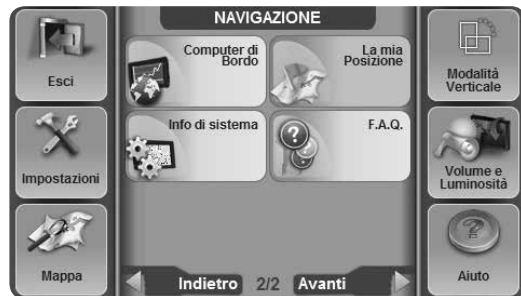 NAVIGAZIONE
Esci
Computer di
Bordo
La mia
Posizione
Modalità
Verticale
Impostazioni
Info di sistema
F.A.Q.
Volume e
Luminosità
Mappa
Indietro 2/2 Avanti
Aiuto